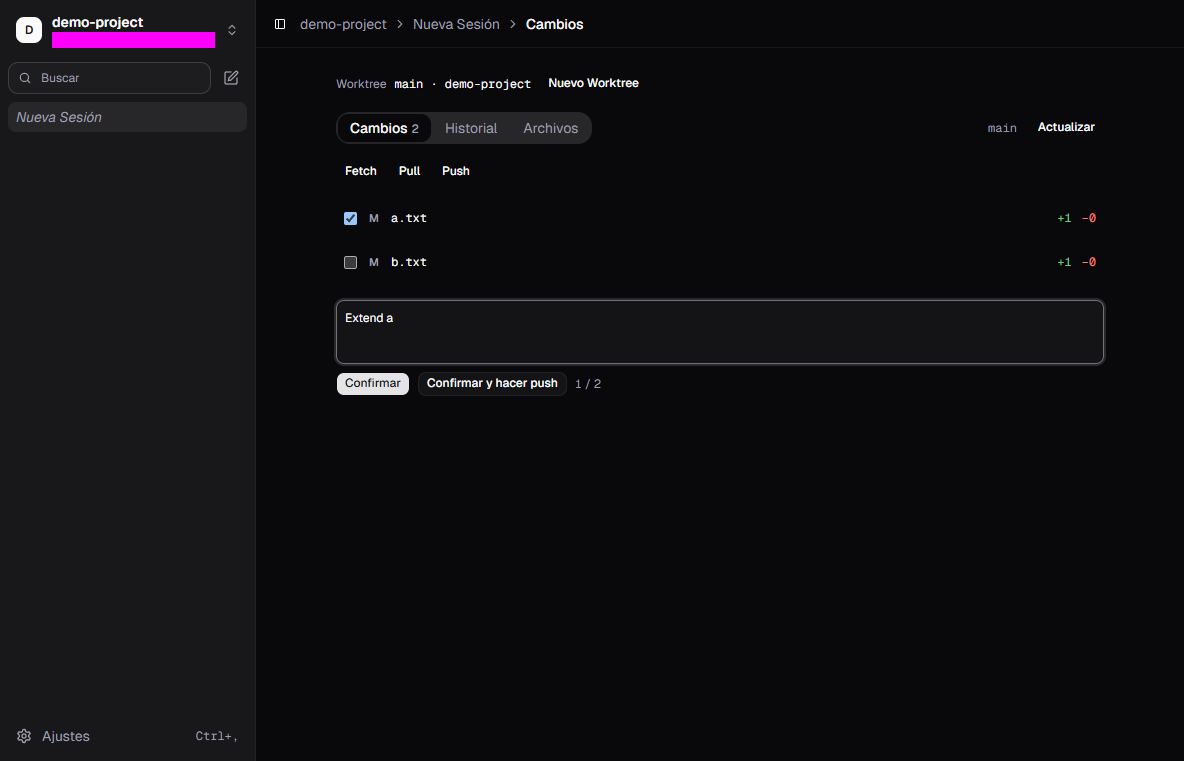 D
demo-project
Buscar
Nueva Sesión
Ajustes Ctrl+,
demo-project > Nueva Sesión > Cambios
Worktree main · demo-project Nuevo Worktree
Cambios 2 Historial Archivos main Actualizar
Fetch Pull Push
M a.txt +1 −0
M b.txt +1 −0
Extend a
Confirmar Confirmar y hacer push 1 / 2